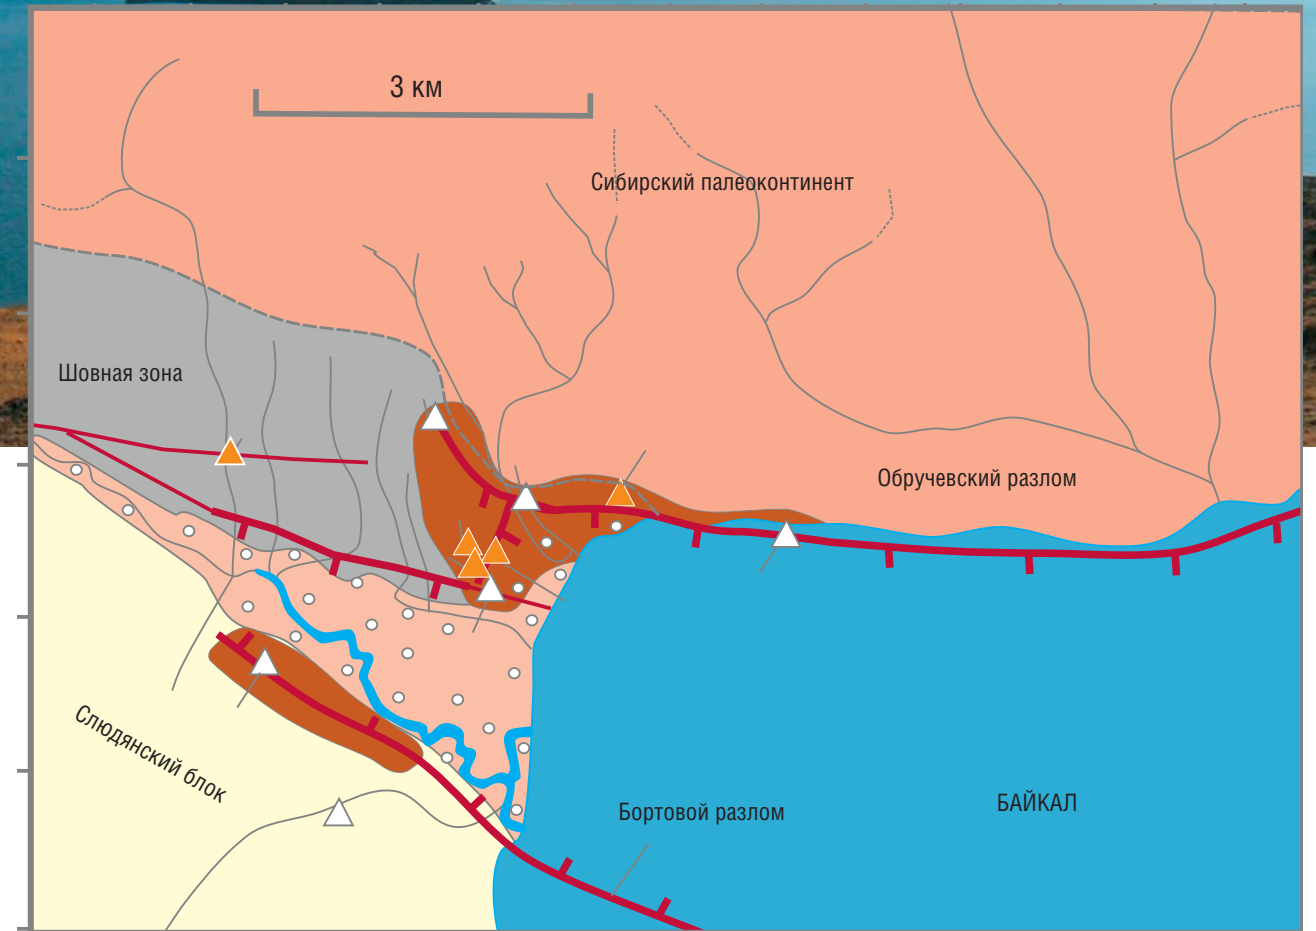 3 км
Сибирский палеоконтинент
Шовная зона
Обручевский разлом
Слюдянский блок
Бортовой разлом
БАЙКАЛ